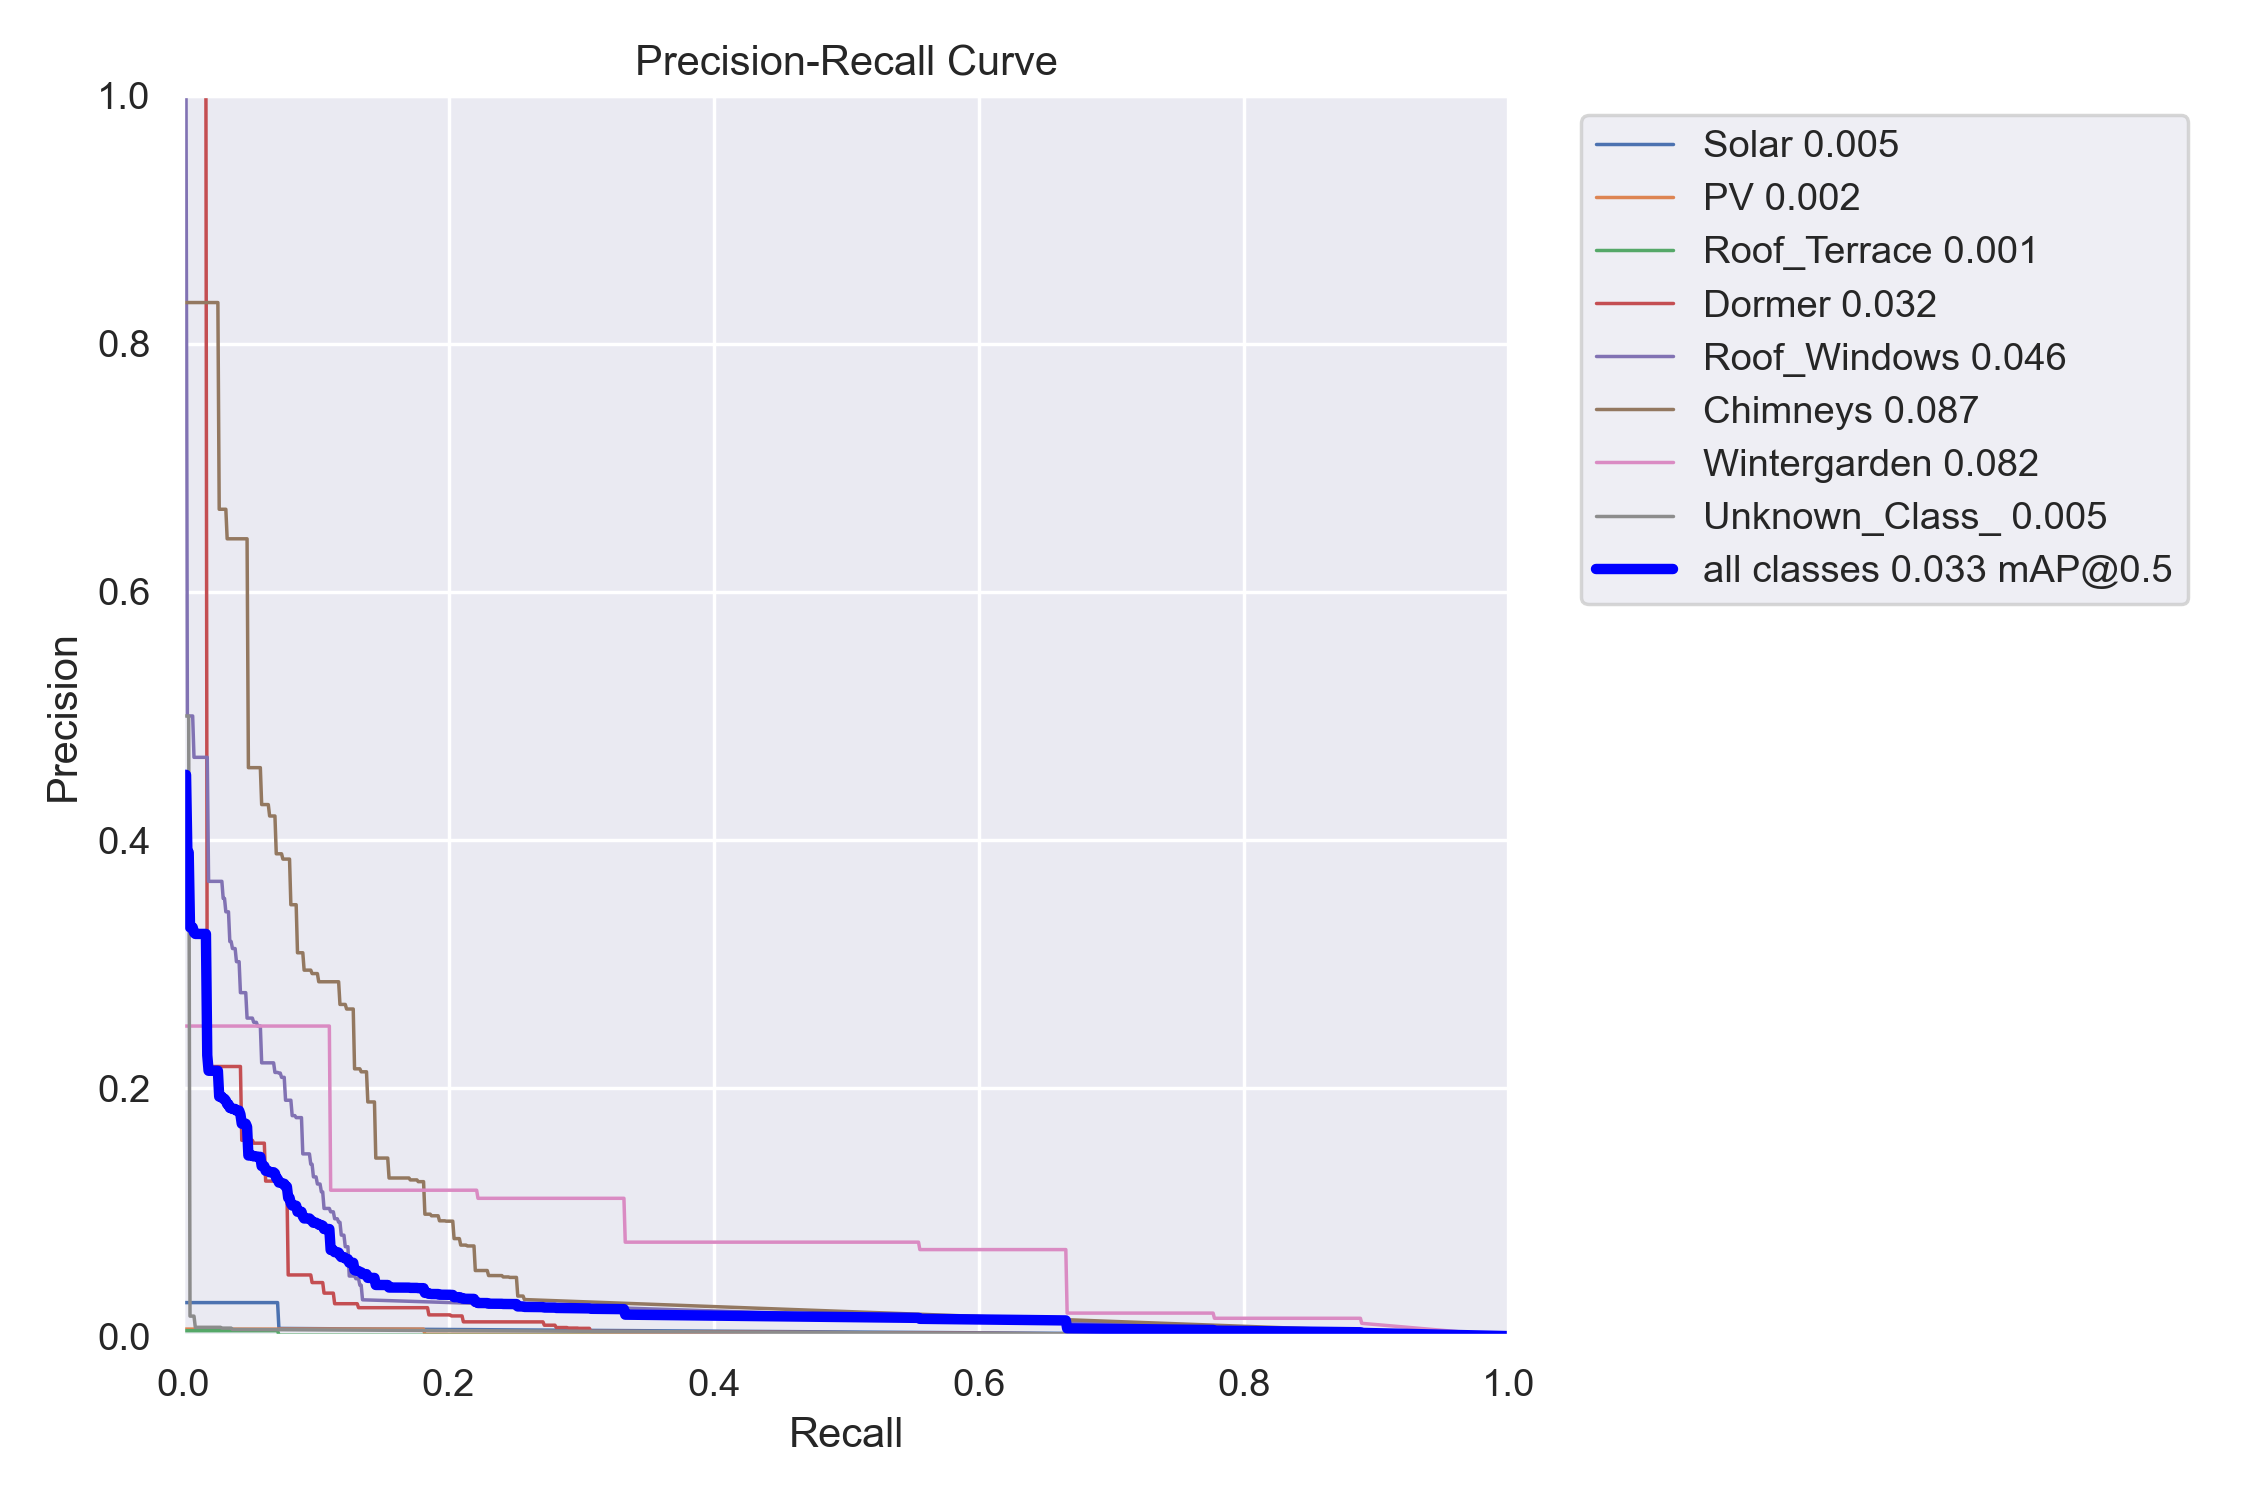 Precision-Recall Curve
1.0
0.8
0.6
0.4
0.2
0.0
Precision
0.0 0.2 0.4 0.6 0.8 1.0
Recall
Solar 0.005
PV 0.002
Roof_Terrace 0.001
Dormer 0.032
Roof_Windows 0.046
Chimneys 0.087
Wintergarden 0.082
Unknown_Class_ 0.005
all classes 0.033 mAP@0.5